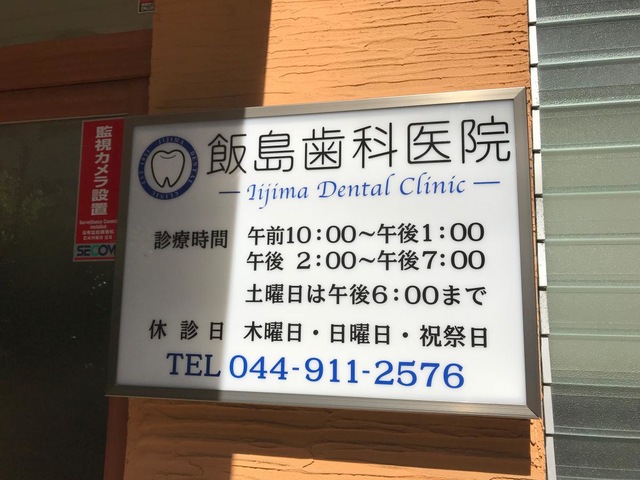 飯島歯科医院
Iijima Dental Clinic
診療時間 午前10:00~午後1:00
午後 2:00~午後7:00
土曜日は午後6:00まで
休診日 木曜日・日曜日・祝祭日
TEL 044-911-2576
監視カメラ設置
Surveillance Camera
Installed
SECOM